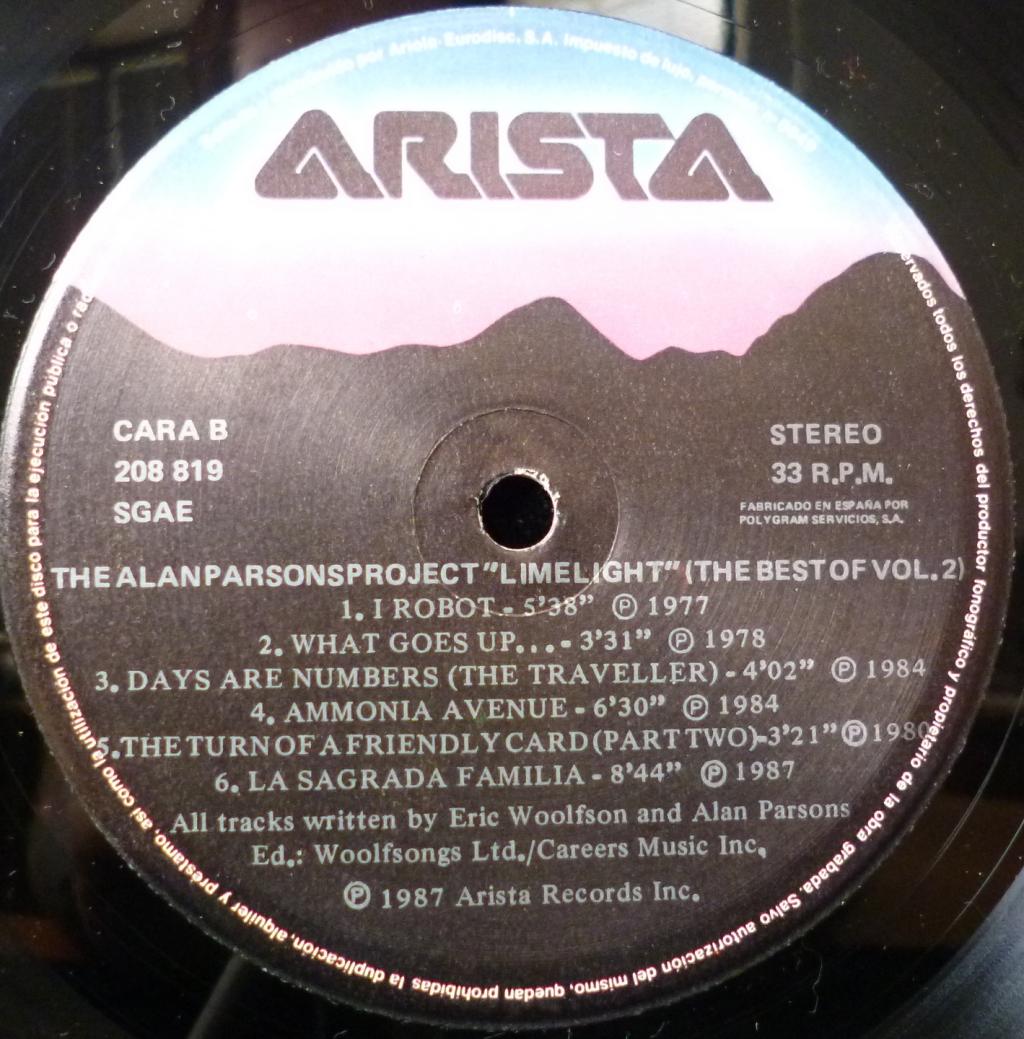 por Ariola-Eurodisc, S.A. Impuesto de lujo,
ARISTA
CARA B
208 819
SGAE
STEREO
33 R.P.M.
FABRICADO EN ESPAÑA POR
POLYGRAM SERVICIOS, S.A.
THE ALAN PARSONS PROJECT "LIMELIGHT" (THE BEST OF VOL. 2)
1. I ROBOT - 5'38" Ⓟ 1977
2. WHAT GOES UP... - 3'31" Ⓟ 1978
3. DAYS ARE NUMBERS (THE TRAVELLER) - 4'02" Ⓟ 1984
4. AMMONIA AVENUE - 6'30" Ⓟ 1984
5. THE TURN OF A FRIENDLY CARD (PART TWO)-3'21" Ⓟ 1980
6. LA SAGRADA FAMILIA - 8'44" Ⓟ 1987
All tracks written by Eric Woolfson and Alan Parsons
Ed.: Woolfsongs Ltd./Careers Music Inc.
Ⓟ 1987 Arista Records Inc.
ervados todos los derechos del productor fonográfico y propietario de la obra grabada. Salvo autorización del mismo, quedan prohibidas la duplicación, alquiler y préstamo, así como la utilización de este disco para la ejecución pública o rad